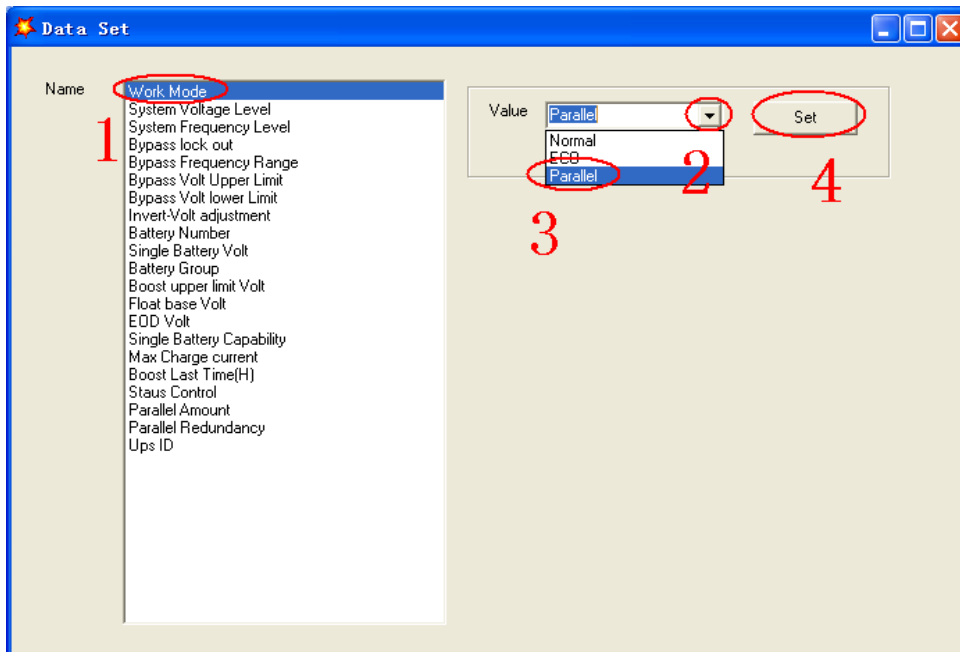 Data Set
Name
Work Mode
System Voltage Level
System Frequency Level
Bypass lock out
Bypass Frequency Range
Bypass Volt Upper Limit
Bypass Volt lower Limit
Invert-Volt adjustment
Battery Number
Single Battery Volt
Battery Group
Boost upper limit Volt
Float base Volt
EOD Volt
Single Battery Capability
Max Charge current
Boost Last Time(H)
Staus Control
Parallel Amount
Parallel Redundancy
Ups ID
1
Value
Parallel
Set
Normal
ECO
Parallel
2
3
4